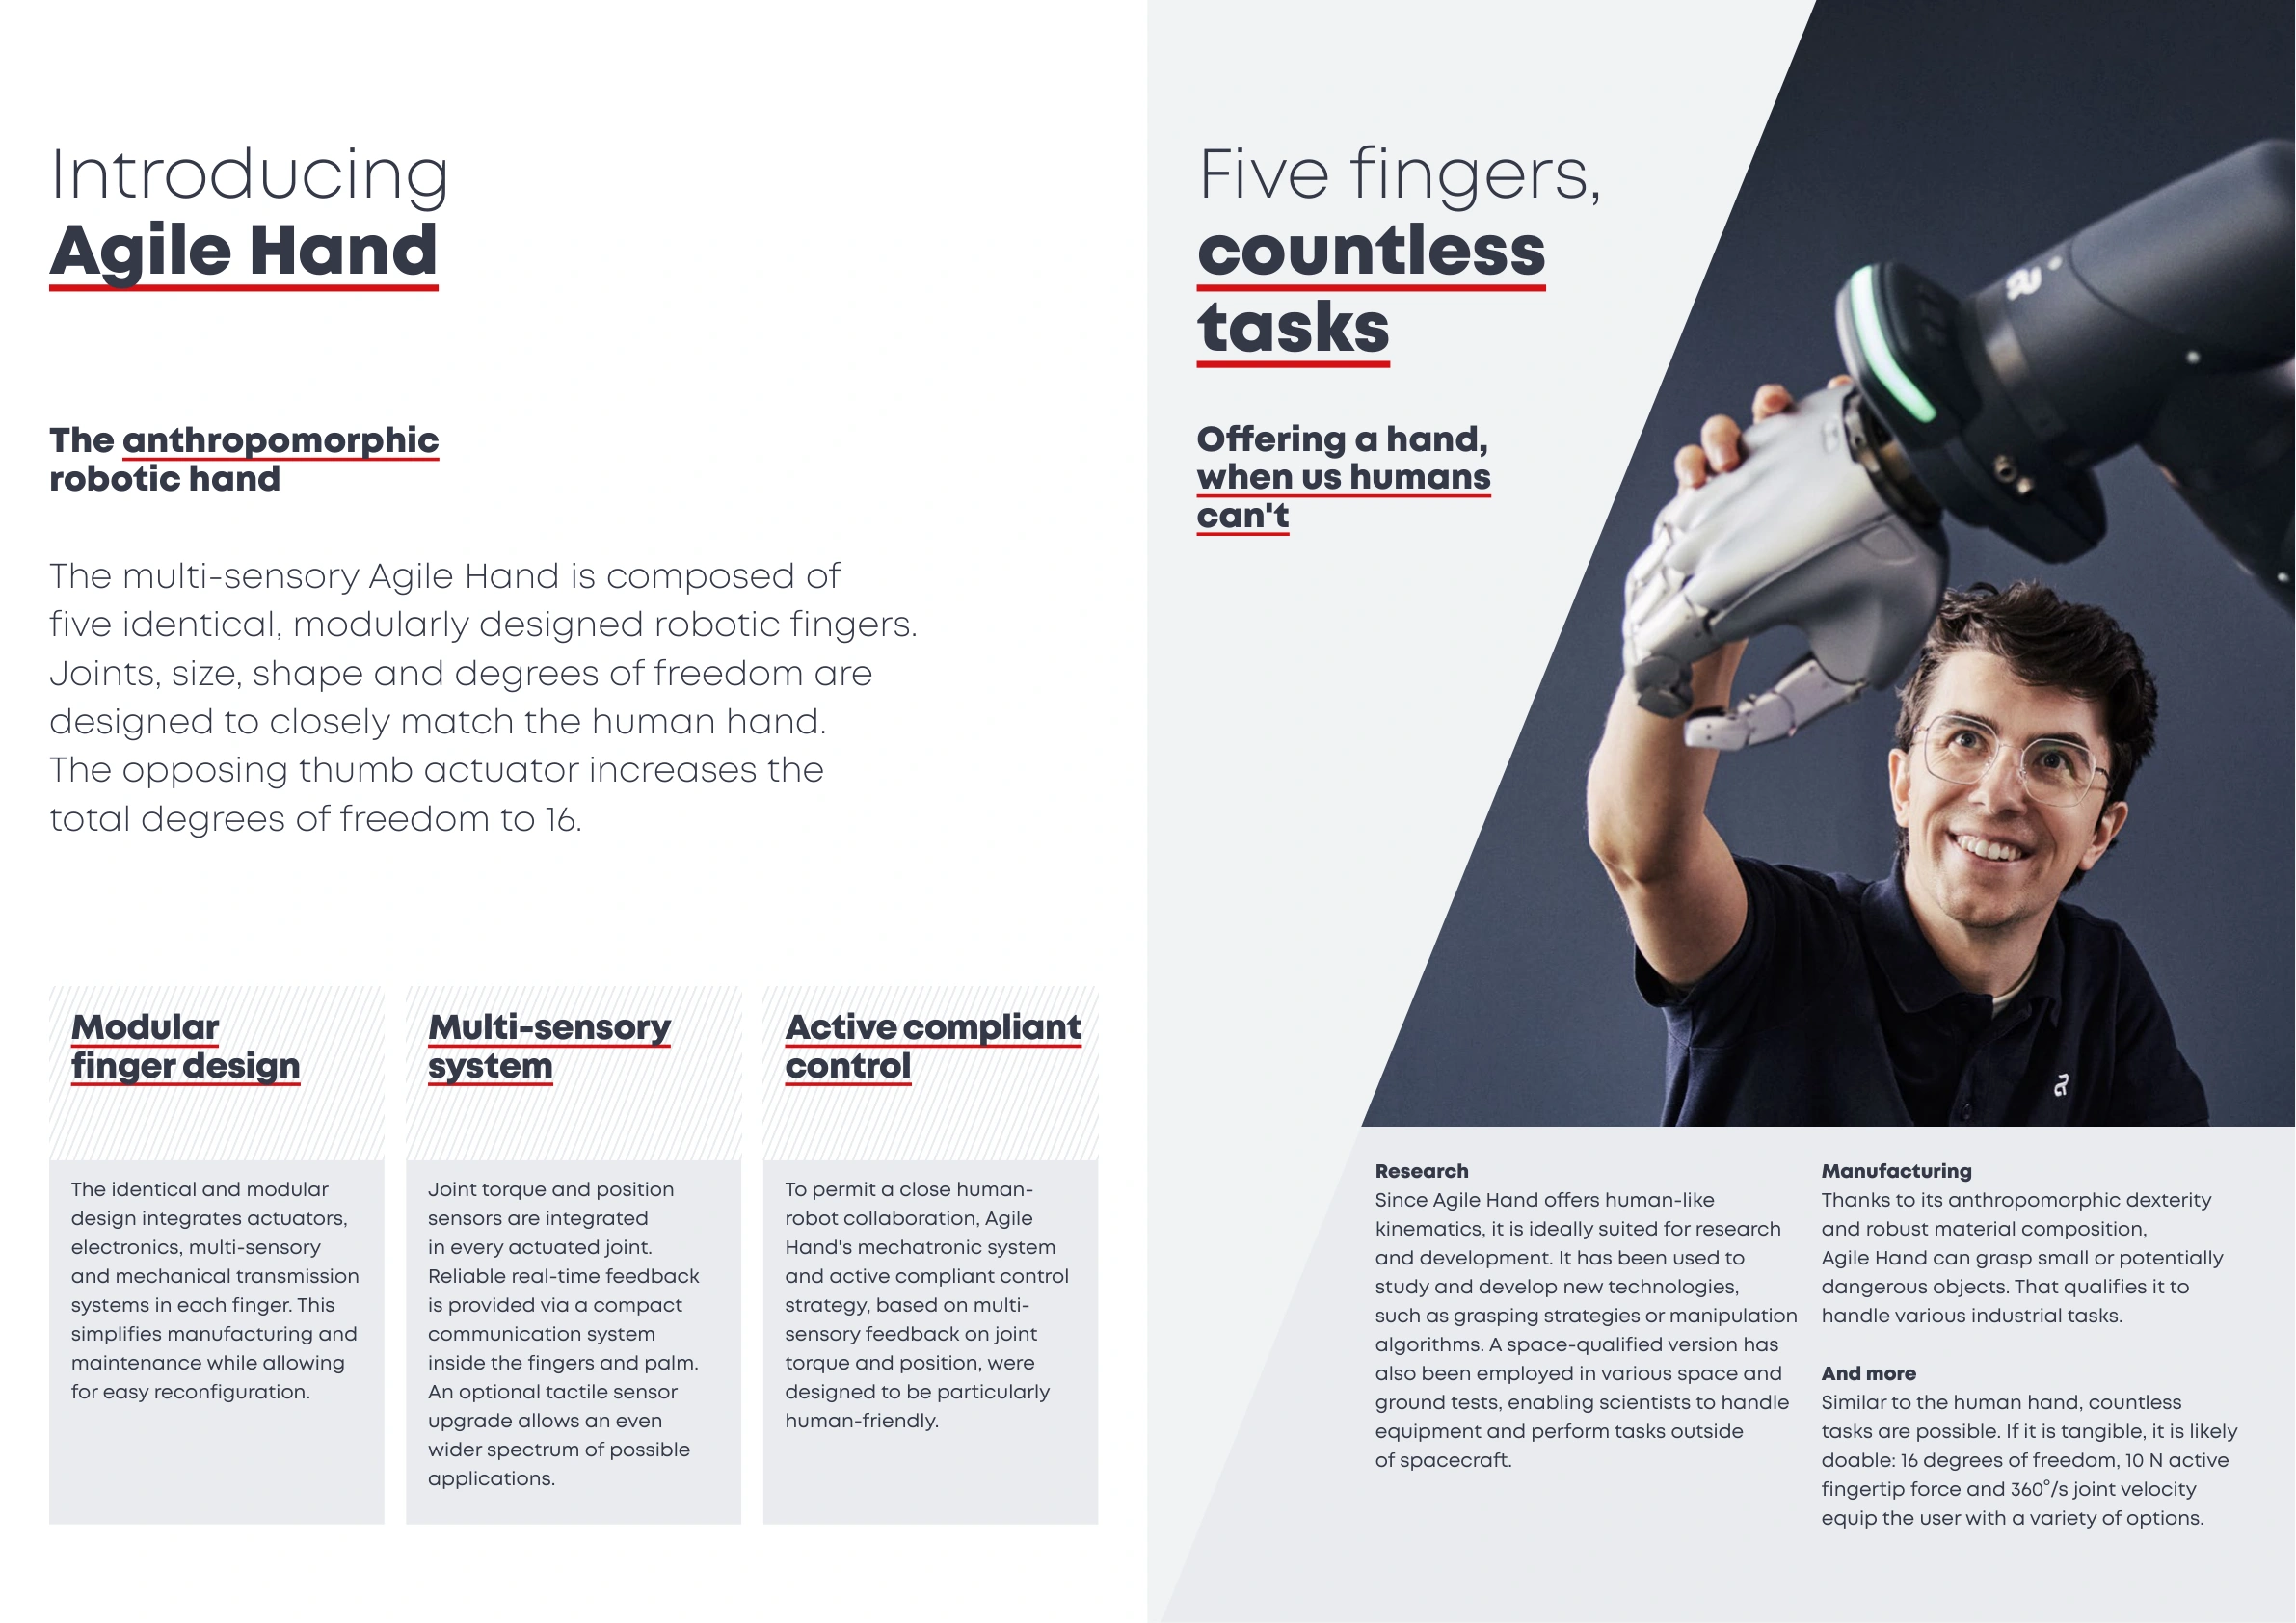 Introducing
Agile Hand
The anthropomorphic
robotic hand
The multi-sensory Agile Hand is composed of
five identical, modularly designed robotic fingers.
Joints, size, shape and degrees of freedom are
designed to closely match the human hand.
The opposing thumb actuator increases the
total degrees of freedom to 16.
Modular
finger design
The identical and modular
design integrates actuators,
electronics, multi-sensory
and mechanical transmission
systems in each finger. This
simplifies manufacturing and
maintenance while allowing
for easy reconfiguration.
Multi-sensory
system
Joint torque and position
sensors are integrated
in every actuated joint.
Reliable real-time feedback
is provided via a compact
communication system
inside the fingers and palm.
An optional tactile sensor
upgrade allows an even
wider spectrum of possible
applications.
Active compliant
control
To permit a close human-
robot collaboration, Agile
Hand's mechatronic system
and active compliant control
strategy, based on multi-
sensory feedback on joint
torque and position, were
designed to be particularly
human-friendly.
Five fingers,
countless
tasks
Offering a hand,
when us humans
can't
Research
Since Agile Hand offers human-like
kinematics, it is ideally suited for research
and development. It has been used to
study and develop new technologies,
such as grasping strategies or manipulation
algorithms. A space-qualified version has
also been employed in various space and
ground tests, enabling scientists to handle
equipment and perform tasks outside
of spacecraft.
Manufacturing
Thanks to its anthropomorphic dexterity
and robust material composition,
Agile Hand can grasp small or potentially
dangerous objects. That qualifies it to
handle various industrial tasks.
And more
Similar to the human hand, countless
tasks are possible. If it is tangible, it is likely
doable: 16 degrees of freedom, 10 N active
fingertip force and 360°/s joint velocity
equip the user with a variety of options.